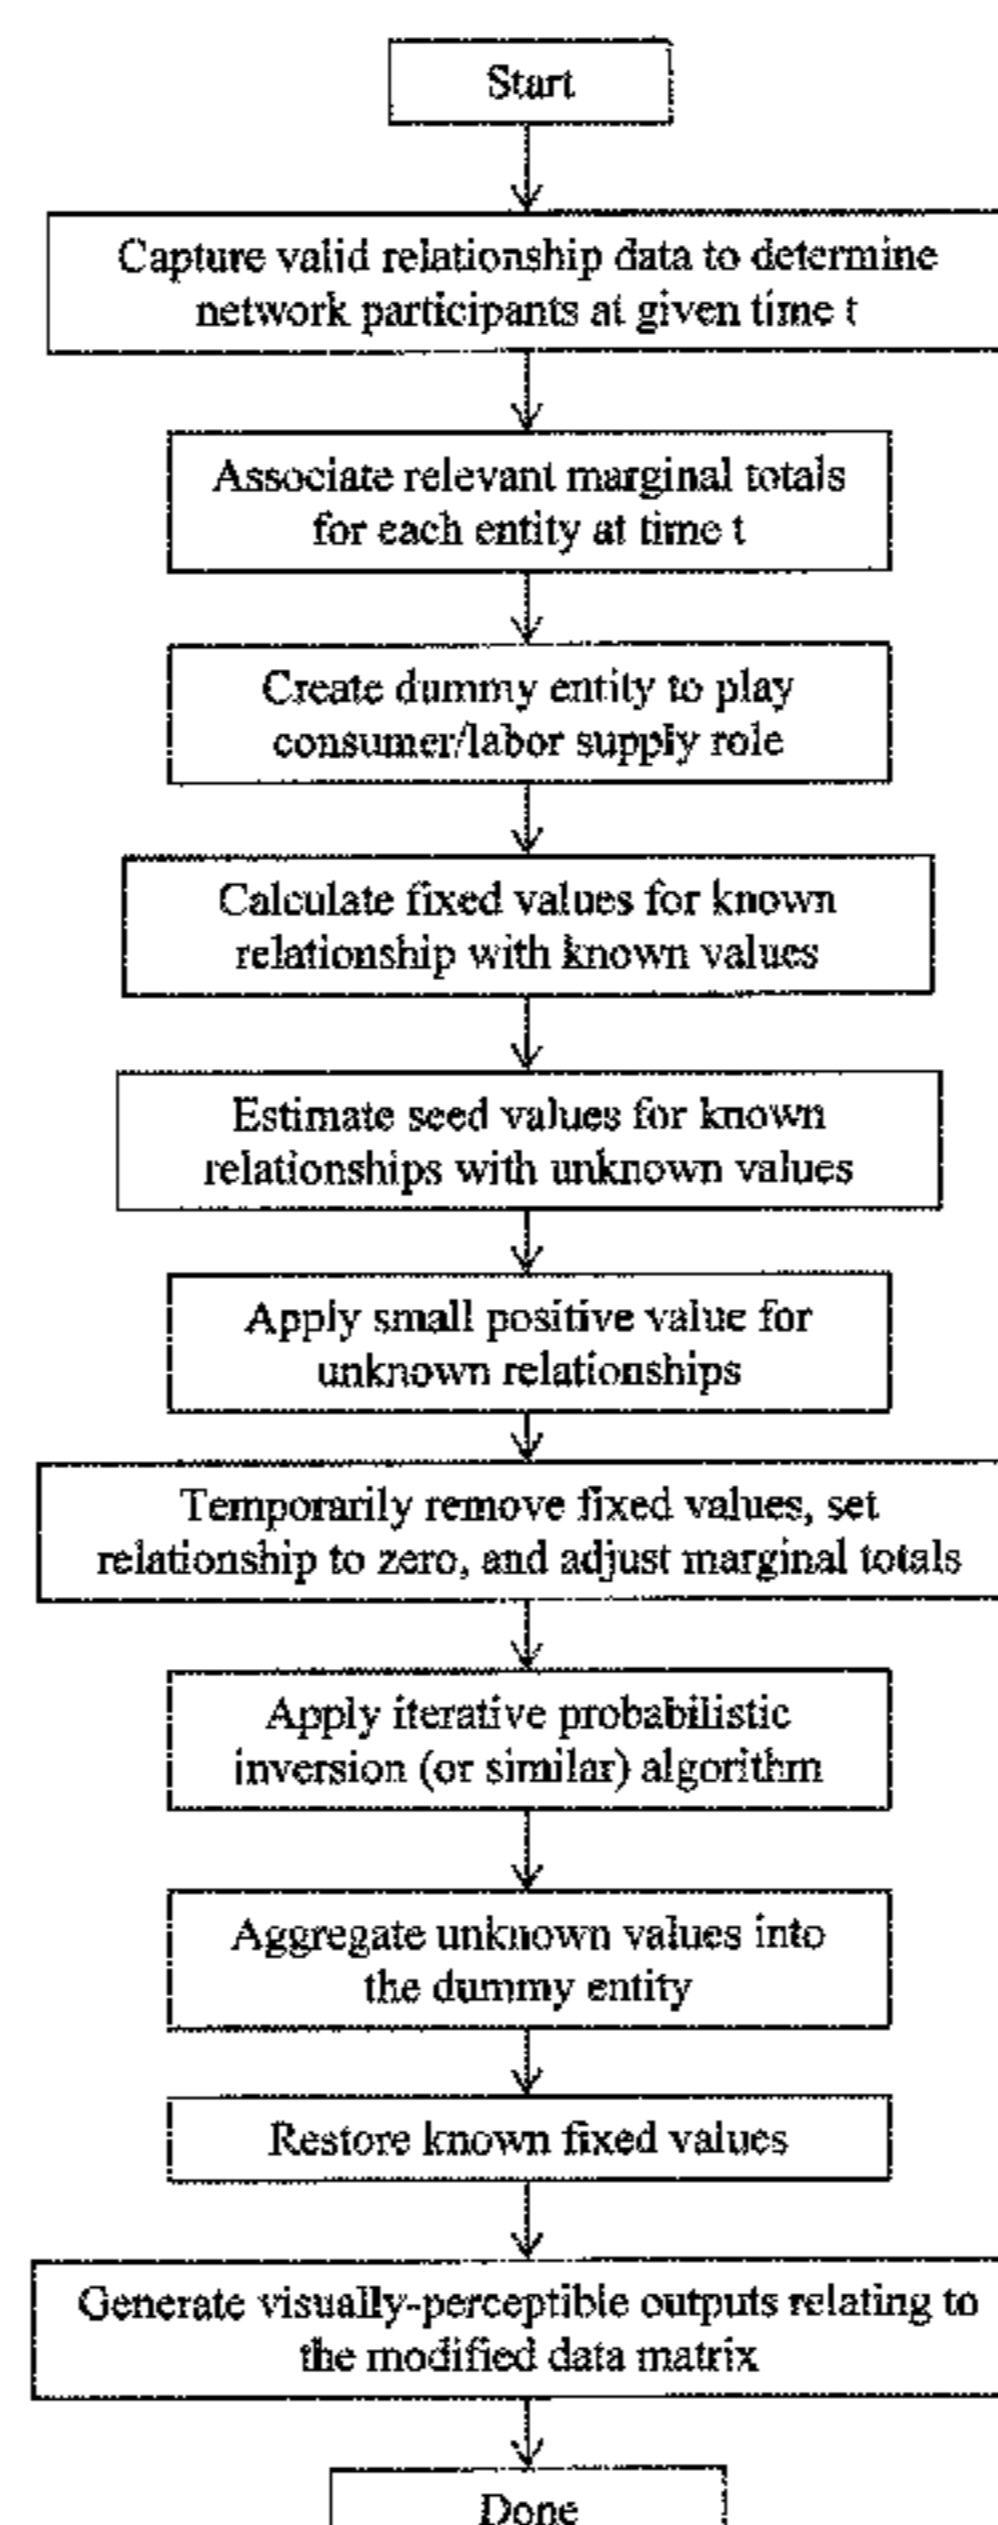 Start
Capture valid relationship data to determine
network participants at given time t
Associate relevant marginal totals
for each entity at time t
Create dummy entity to play
consumer/labor supply role
Calculate fixed values for known
relationship with known values
Estimate seed values for known
relationships with unknown values
Apply small positive value for
unknown relationships
Temporarily remove fixed values, set
relationship to zero, and adjust marginal totals
Apply iterative probabilistic
inversion (or similar) algorithm
Aggregate unknown values into
the dummy entity
Restore known fixed values
Generate visually-perceptible outputs relating to
the modified data matrix
Done